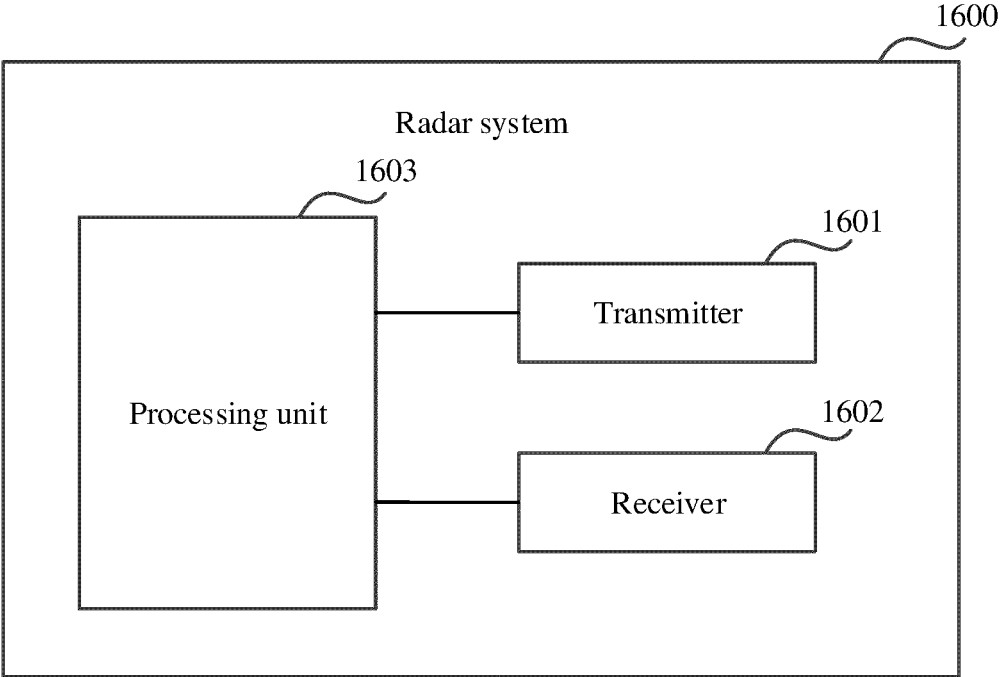 1600
Radar system
1603
1601
Transmitter
Processing unit
1602
Receiver